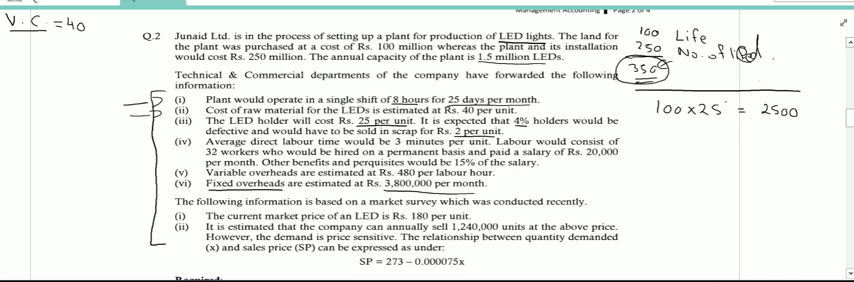 Management Accounting Page 2 of 4
V.C. = 40
Q.2 Junaid Ltd. is in the process of setting up a plant for production of LED lights. The land for
the plant was purchased at a cost of Rs. 100 million whereas the plant and its installation
would cost Rs. 250 million. The annual capacity of the plant is 1.5 million LEDs.
Technical & Commercial departments of the company have forwarded the following
information:
(i) Plant would operate in a single shift of 8 hours for 25 days per month.
(ii) Cost of raw material for the LEDs is estimated at Rs. 40 per unit.
(iii) The LED holder will cost Rs. 25 per unit. It is expected that 4% holders would be
defective and would have to be sold in scrap for Rs. 2 per unit.
(iv) Average direct labour time would be 3 minutes per unit. Labour would consist of
32 workers who would be hired on a permanent basis and paid a salary of Rs. 20,000
per month. Other benefits and perquisites would be 15% of the salary.
(v) Variable overheads are estimated at Rs. 480 per labour hour.
(vi) Fixed overheads are estimated at Rs. 3,800,000 per month.
The following information is based on a market survey which was conducted recently.
(i) The current market price of an LED is Rs. 180 per unit.
(ii) It is estimated that the company can annually sell 1,240,000 units at the above price.
However, the demand is price sensitive. The relationship between quantity demanded
(x) and sales price (SP) can be expressed as under:
SP = 273 – 0.000075x
Required:
100 Life
250 No. of
350
100 x 25 = 2500